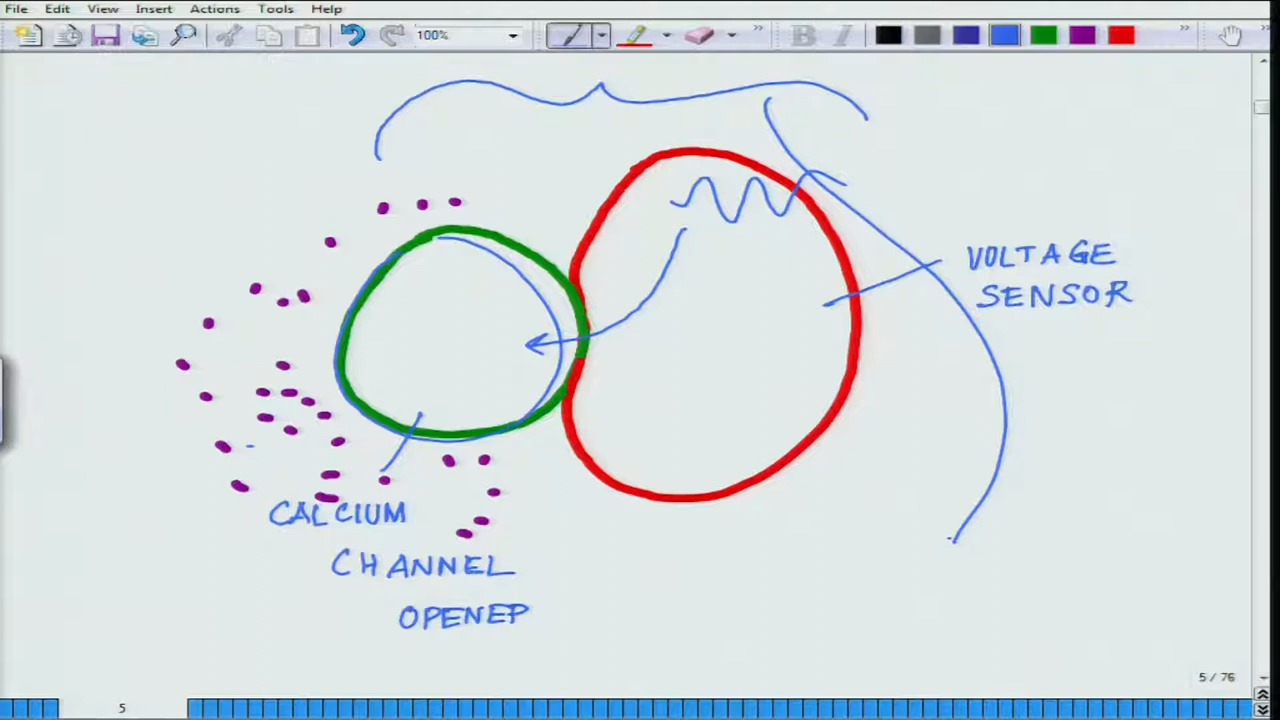 File Edit View Insert Actions Tools Help
100%
B I
VOLTAGE
SENSOR
CALCIUM
CHANNEL
OPENEP
5 / 76
5